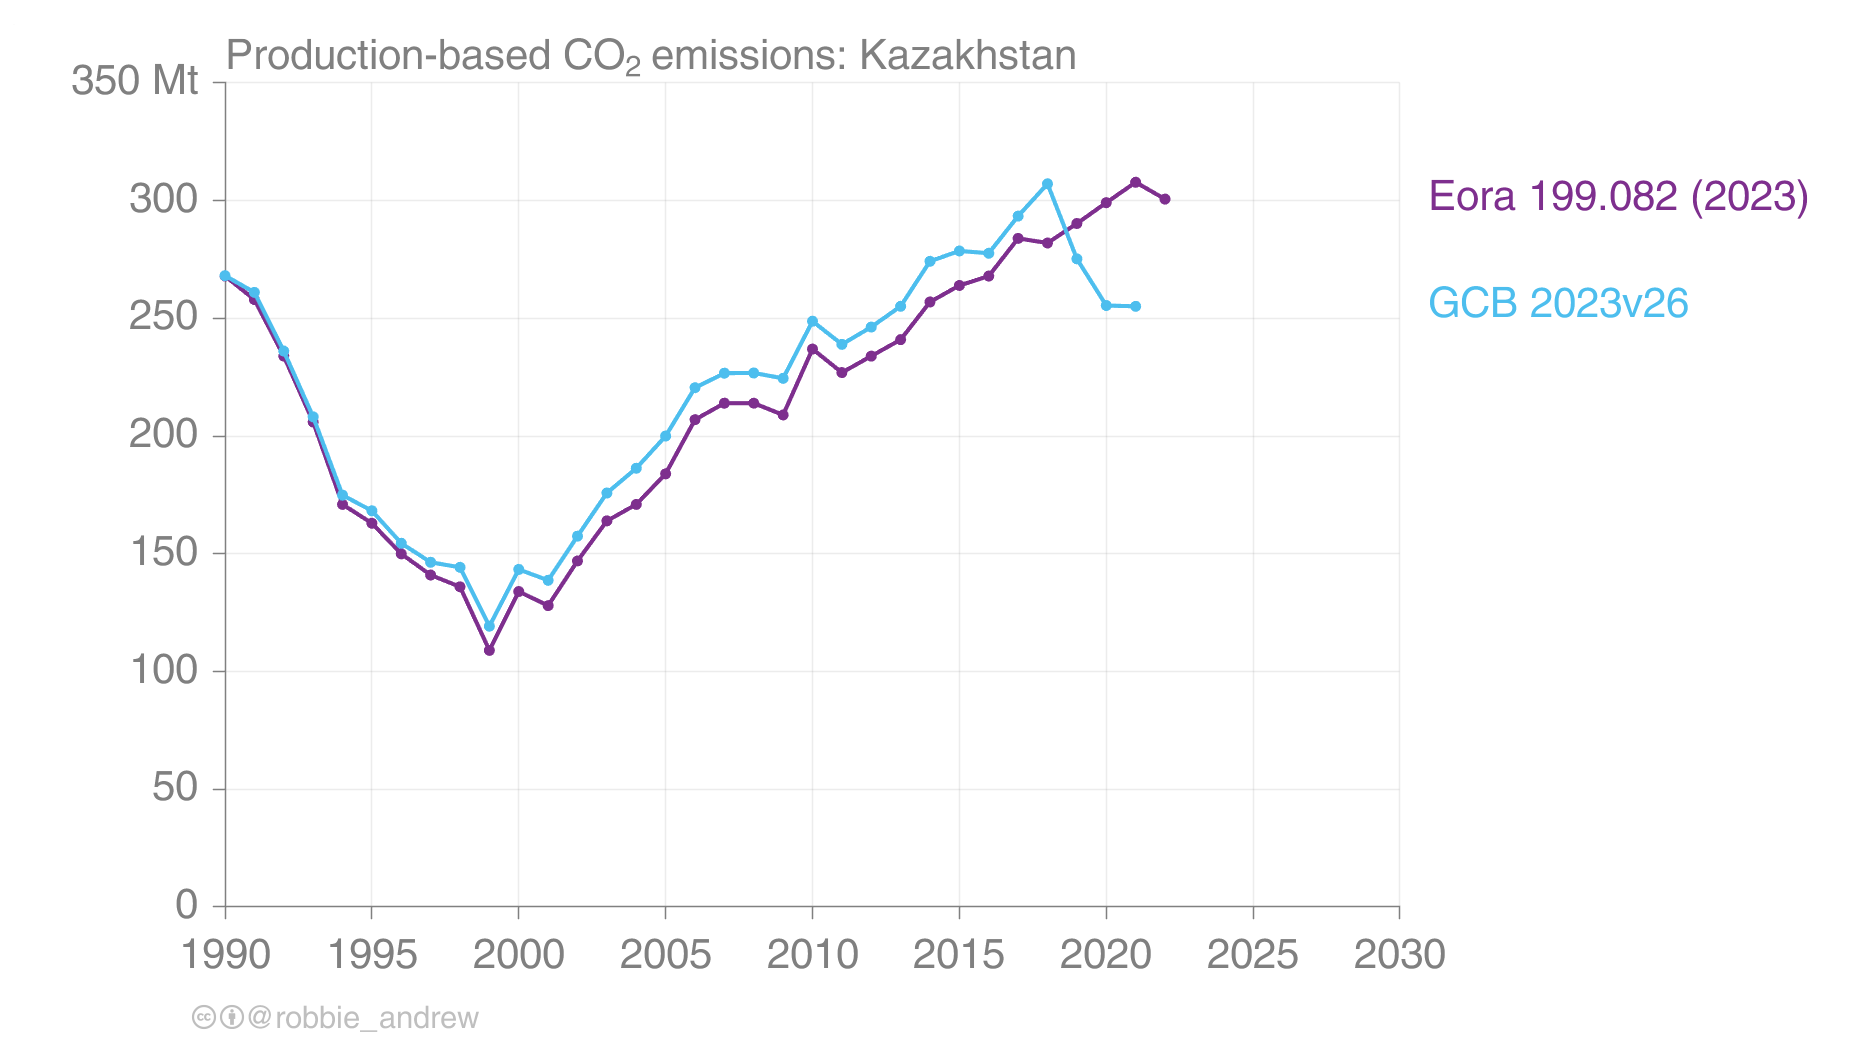 Production-based CO₂ emissions: Kazakhstan
350 Mt
300
250
200
150
100
50
0
1990 1995 2000 2005 2010 2015 2020 2025 2030
Eora 199.082 (2023)
GCB 2023v26
@robbie_andrew